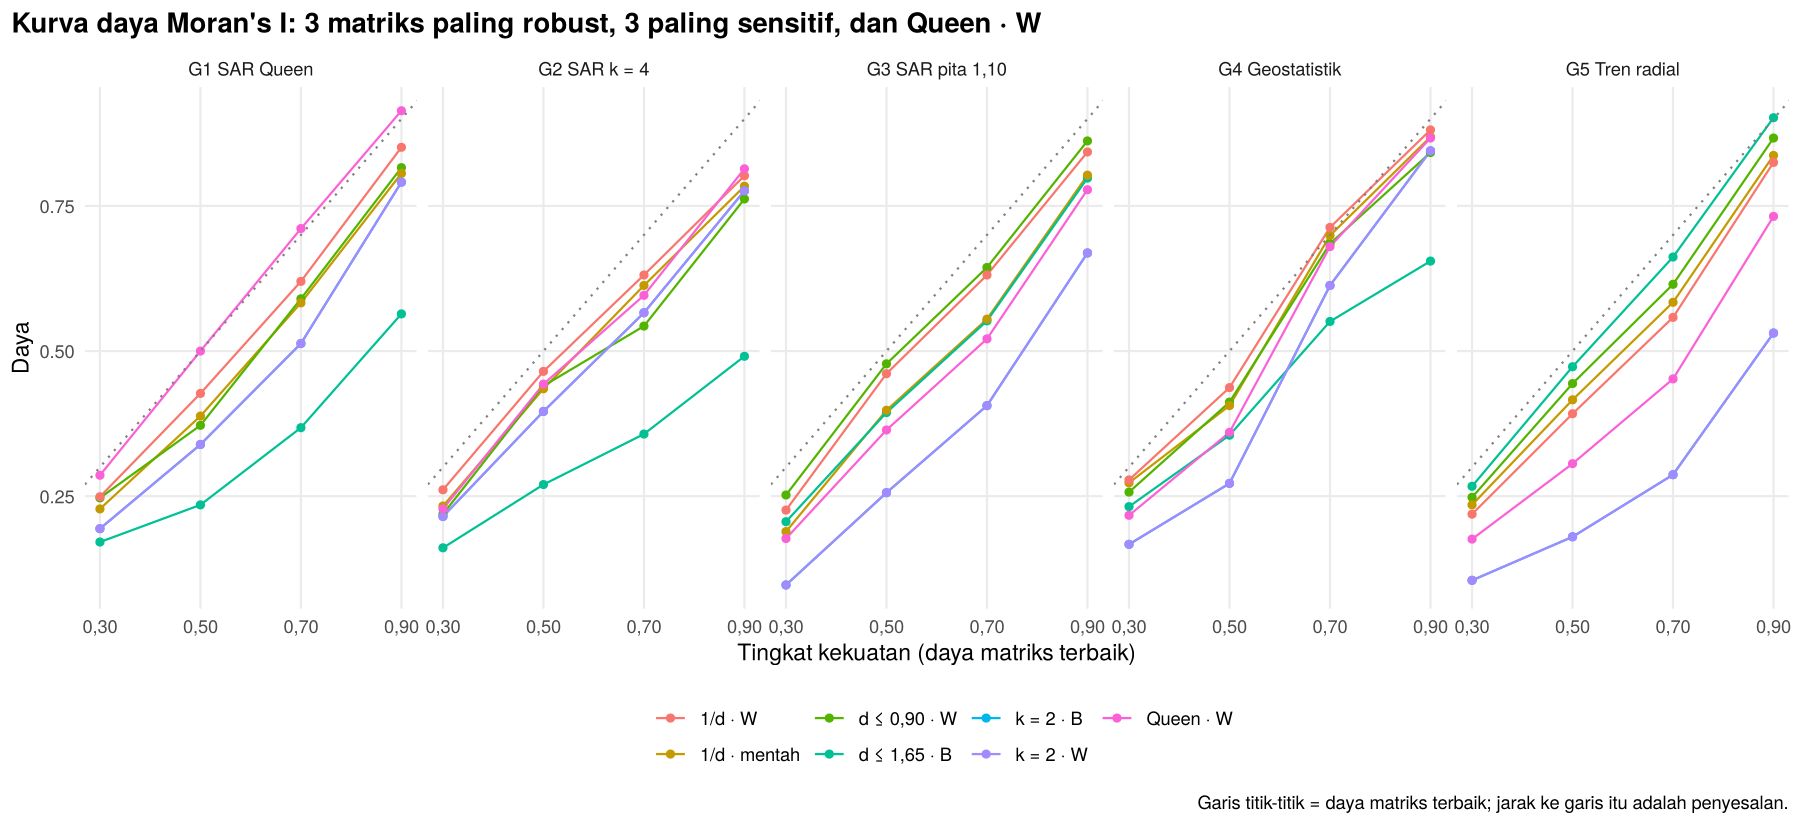 Kurva daya Moran's I: 3 matriks paling robust, 3 paling sensitif, dan Queen · W
G1 SAR Queen
G2 SAR k = 4
G3 SAR pita 1,10
G4 Geostatistik
G5 Tren radial
Daya
0.75
0.50
0.25
0,30 0,50 0,70 0,90 0,30 0,50 0,70 0,90 0,30 0,50 0,70 0,90 0,30 0,50 0,70 0,90 0,30 0,50 0,70 0,90
Tingkat kekuatan (daya matriks terbaik)
1/d · W d ≤ 0,90 · W k = 2 · B Queen · W
1/d · mentah d ≤ 1,65 · B k = 2 · W
Garis titik-titik = daya matriks terbaik; jarak ke garis itu adalah penyesalan.